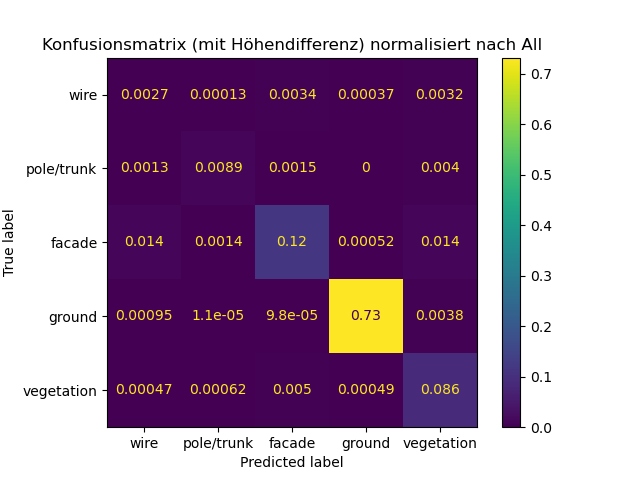 Konfusionsmatrix (mit Höhendifferenz) normalisiert nach All
True label
wire 0.0027 0.00013 0.0034 0.00037 0.0032
pole/trunk 0.0013 0.0089 0.0015 0 0.004
facade 0.014 0.0014 0.12 0.00052 0.014
ground 0.00095 1.1e-05 9.8e-05 0.73 0.0038
vegetation 0.00047 0.00062 0.005 0.00049 0.086
wire pole/trunk facade ground vegetation
Predicted label
0.7
0.6
0.5
0.4
0.3
0.2
0.1
0.0